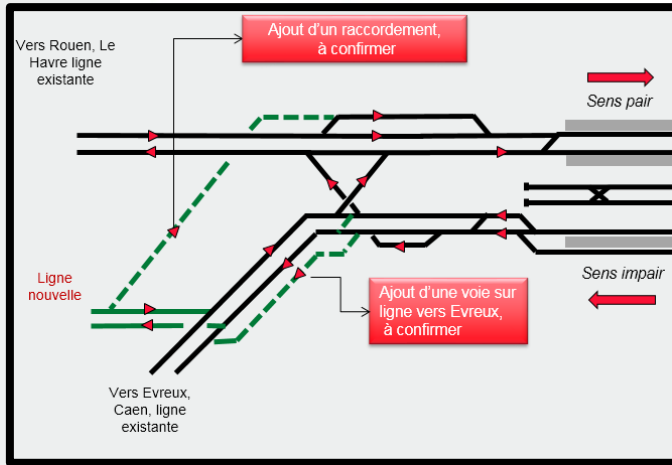 Vers Rouen, Le
Havre ligne
existante
Ajout d'un raccordement,
à confirmer
Sens pair
Ligne
nouvelle
Ajout d'une voie sur
ligne vers Evreux,
à confirmer
Sens impair
Vers Evreux,
Caen, ligne
existante